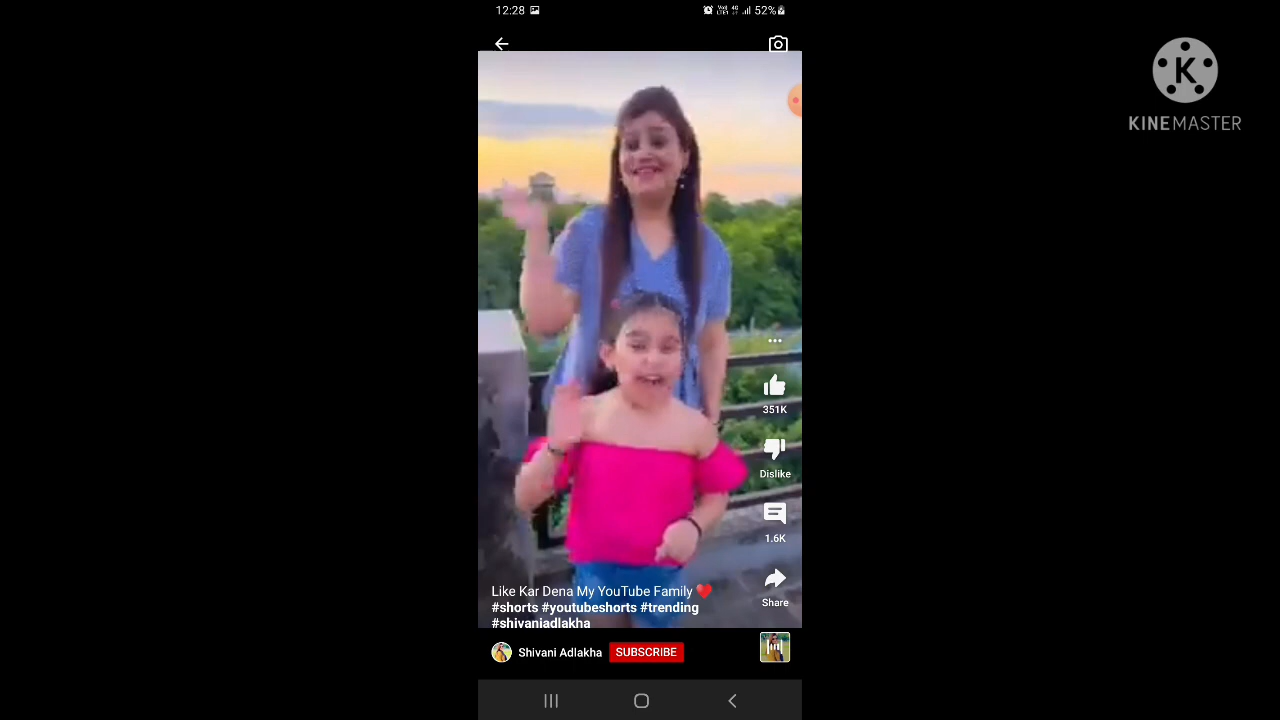 12:28
52%
KINEMASTER
351K
Dislike
1.6K
Share
Like Kar Dena My YouTube Family ❤️
#shorts #youtubeshorts #trending
#shivaniadlakha
Shivani Adlakha SUBSCRIBE